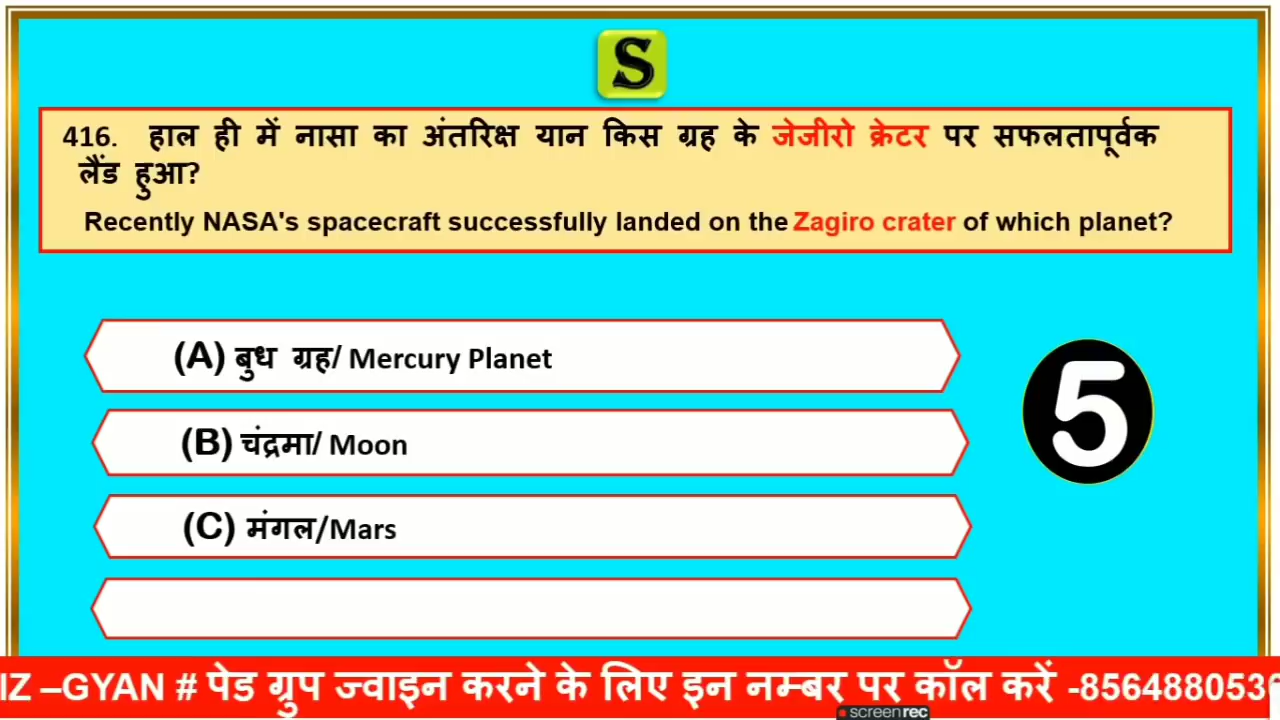 S
416. हाल ही में नासा का अंतरिक्ष यान किस ग्रह के जेजीरो क्रेटर पर सफलतापूर्वक
लैंड हुआ?
Recently NASA's spacecraft successfully landed on the Zagiro crater of which planet?
(A) बुध ग्रह/ Mercury Planet
5
(B) चंद्रमा/ Moon
(C) मंगल/Mars
IZ –GYAN # पेड ग्रुप ज्वाइन करने के लिए इन नम्बर पर कॉल करें -8564880536
screenrec